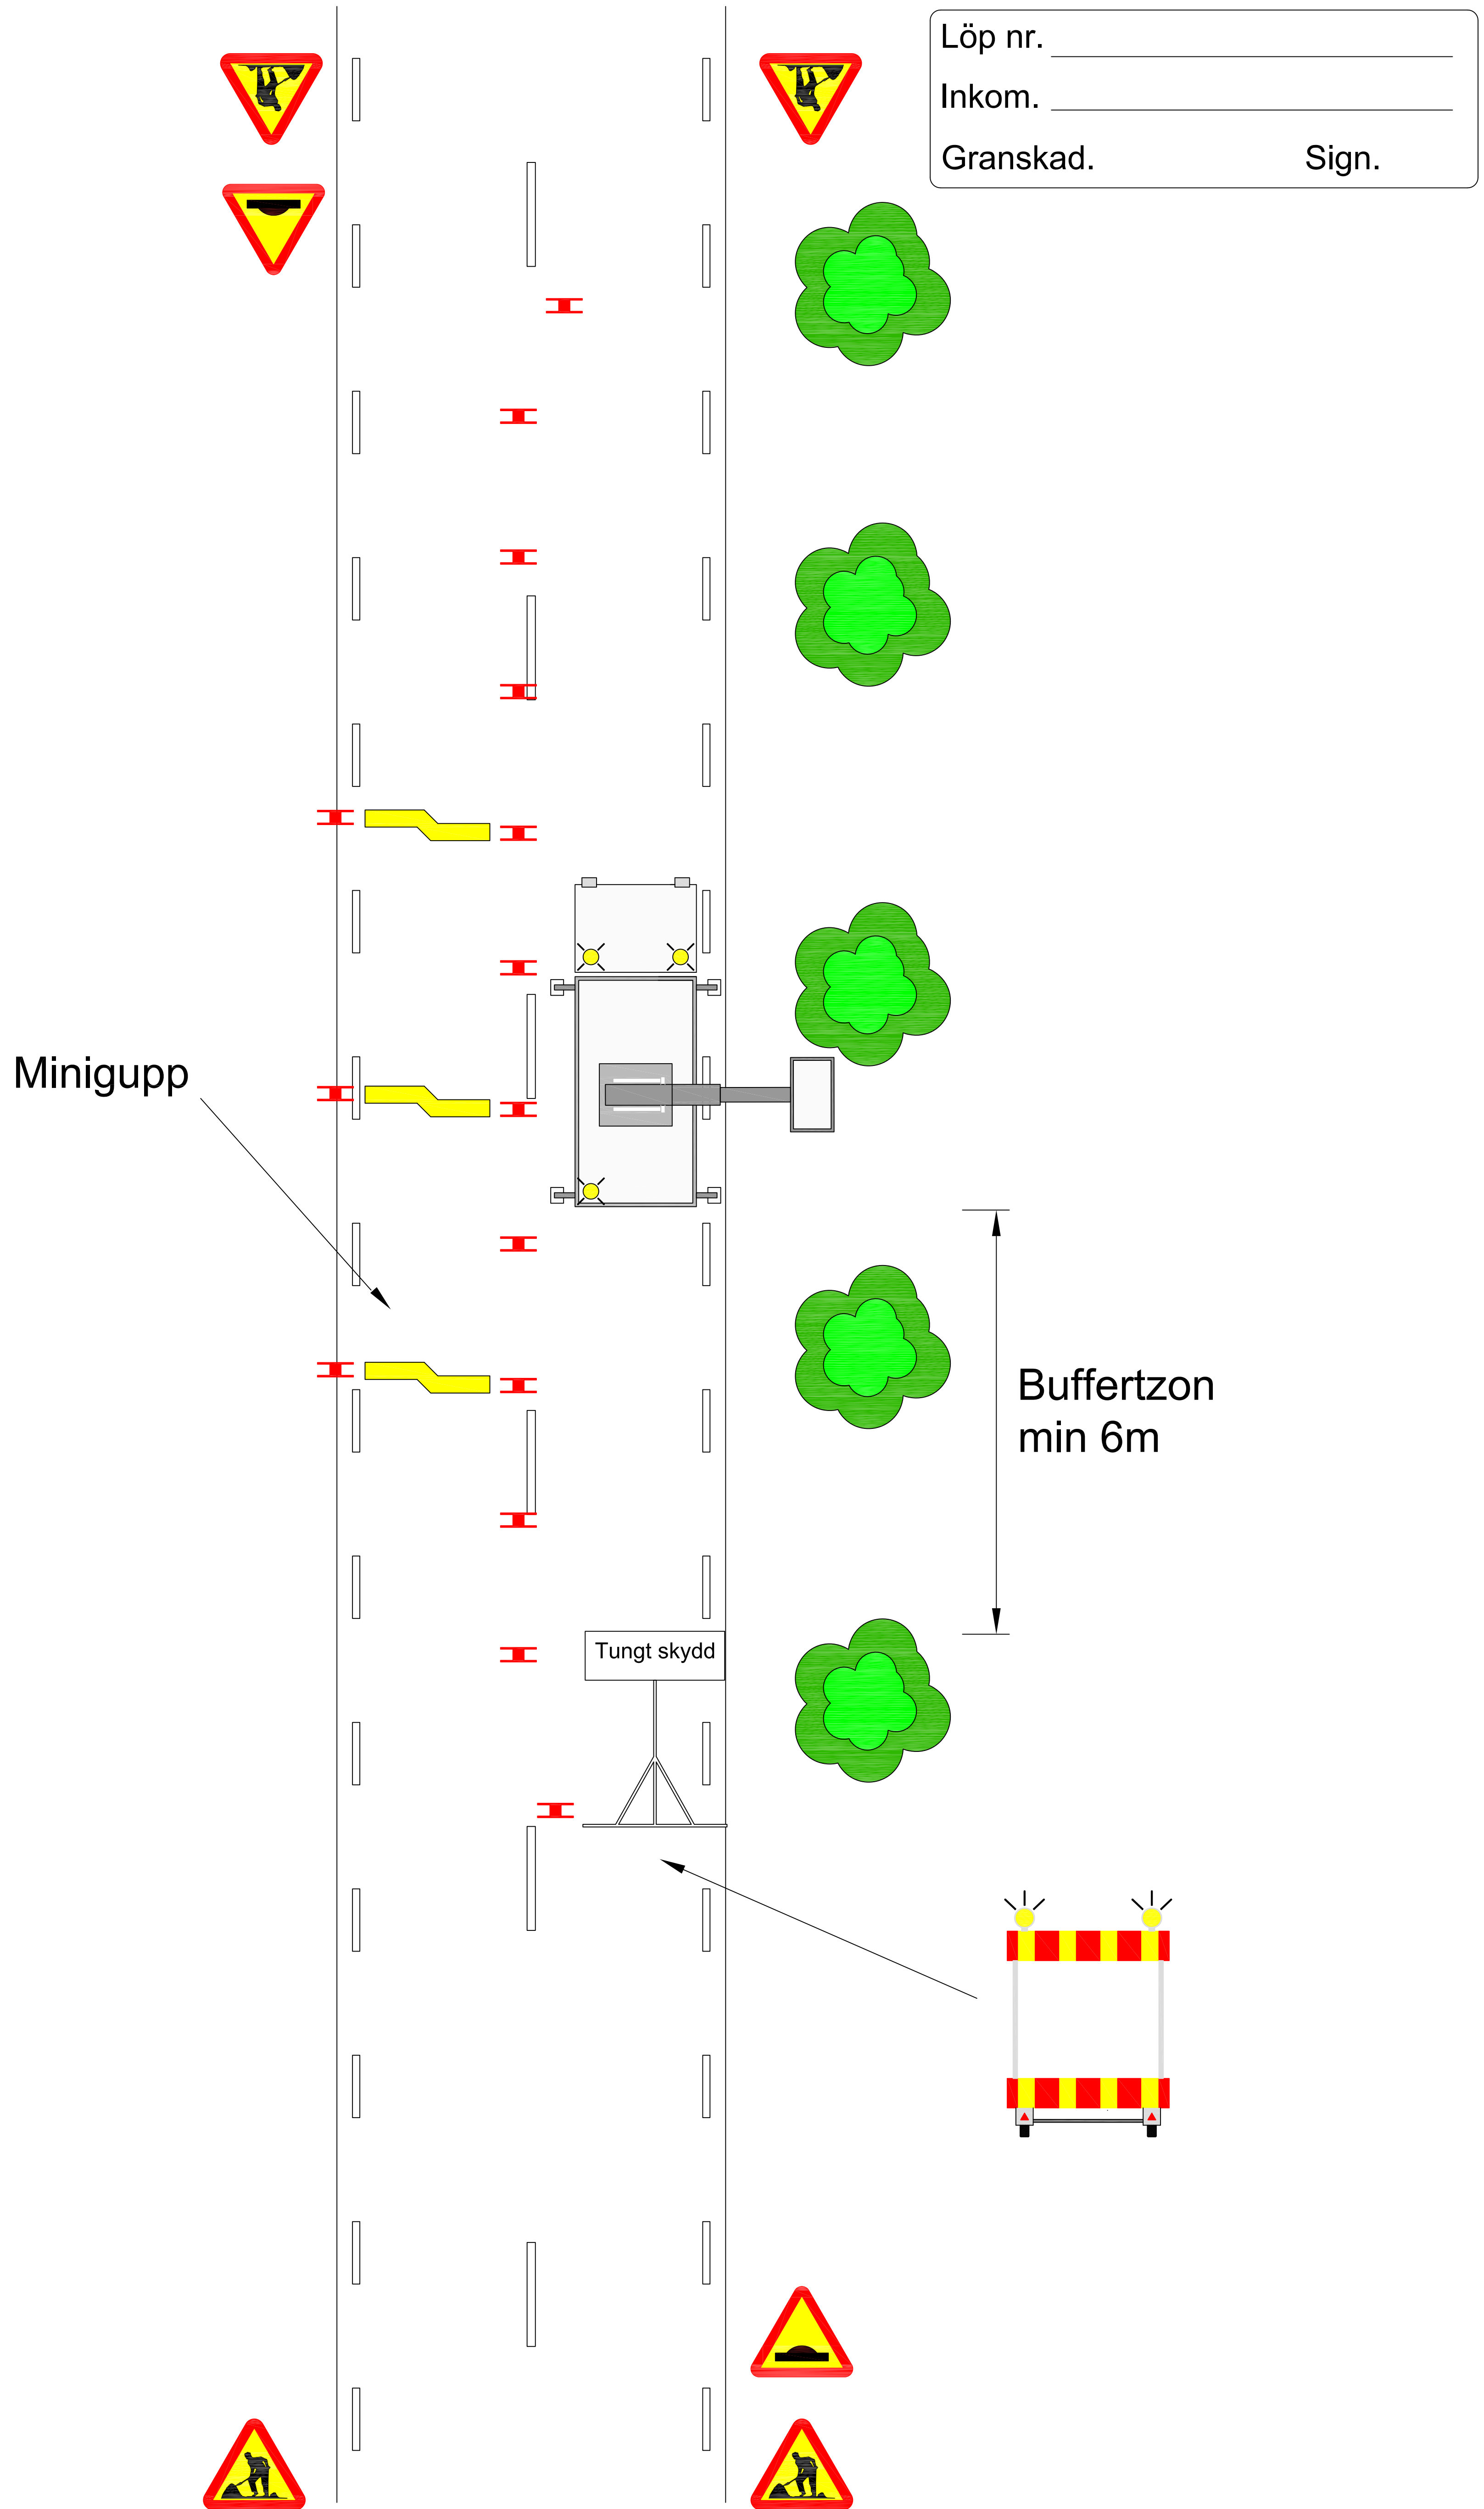 Löp nr.
Inkom.
Granskad. Sign.
Minigupp
Buffertzon
min 6m
Tungt skydd